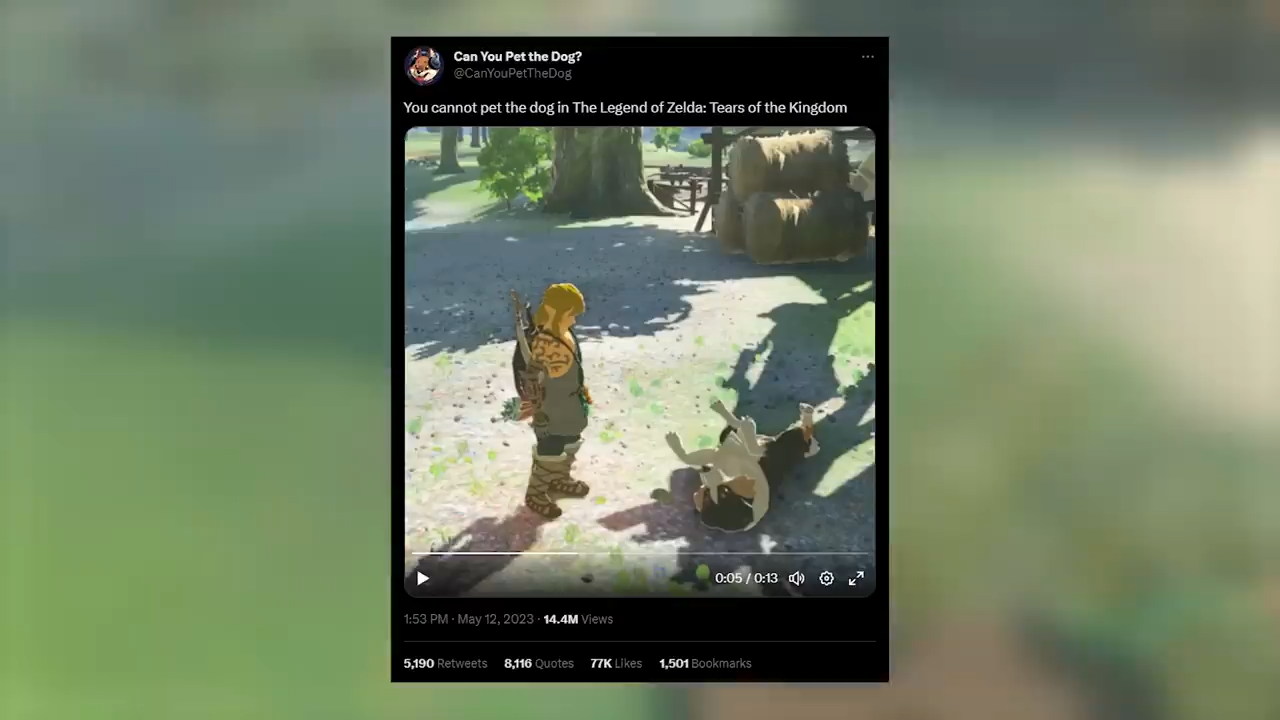 Can You Pet the Dog?
@CanYouPetTheDog
You cannot pet the dog in The Legend of Zelda: Tears of the Kingdom
0:05 / 0:13
1:53 PM · May 12, 2023 · 14.4M Views
5,190 Retweets 8,116 Quotes 77K Likes 1,501 Bookmarks